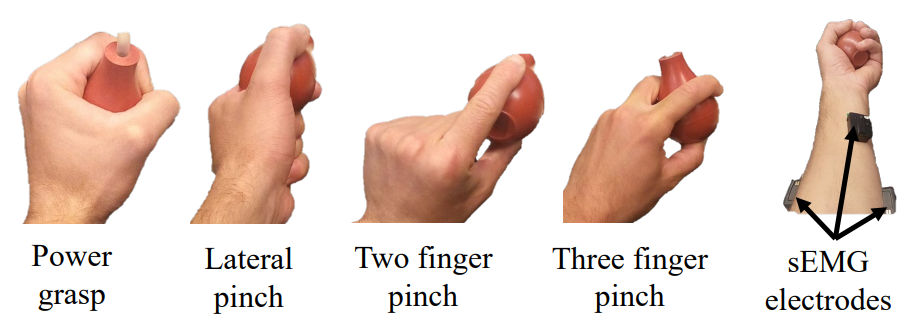 Power
grasp
Lateral
pinch
Two finger
pinch
Three finger
pinch
sEMG
electrodes